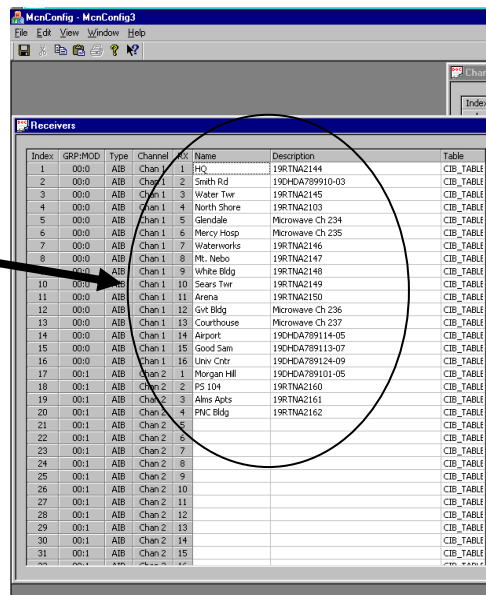 McnConfig - McnConfig3
File Edit View Window Help
Char
Index
Receivers
Index GRP:MOD Type Channel RX Name Description Table
1 00:0 AIB Chan 1 1 HQ 19RTNA2144 CIB_TABLE
2 00:0 AIB Chan 1 2 Smith Rd 19DHDA789910-03 CIB_TABLE
3 00:0 AIB Chan 1 3 Water Twr 19RTNA2145 CIB_TABLE
4 00:0 AIB Chan 1 4 North Shore 19RTNA2103 CIB_TABLE
5 00:0 AIB Chan 1 5 Glendale Microwave Ch 234 CIB_TABLE
6 00:0 AIB Chan 1 6 Mercy Hosp Microwave Ch 235 CIB_TABLE
7 00:0 AIB Chan 1 7 Waterworks 19RTNA2146 CIB_TABLE
8 00:0 AIB Chan 1 8 Mt. Nebo 19RTNA2147 CIB_TABLE
9 00:0 AIB Chan 1 9 White Bldg 19RTNA2148 CIB_TABLE
10 00:0 AIB Chan 1 10 Sears Twr 19RTNA2149 CIB_TABLE
11 00:0 AIB Chan 1 11 Arena 19RTNA2150 CIB_TABLE
12 00:0 AIB Chan 1 12 Gvt Bldg Microwave Ch 236 CIB_TABLE
13 00:0 AIB Chan 1 13 Courthouse Microwave Ch 237 CIB_TABLE
14 00:0 AIB Chan 1 14 Airport 19DHDA789114-05 CIB_TABLE
15 00:0 AIB Chan 1 15 Good Sam 19DHDA789113-07 CIB_TABLE
16 00:0 AIB Chan 1 16 Univ Cntr 19DHDA789124-09 CIB_TABLE
17 00:1 AIB Chan 2 1 Morgan Hill 19DHDA789101-05 CIB_TABLE
18 00:1 AIB Chan 2 2 PS 104 19RTNA2160 CIB_TABLE
19 00:1 AIB Chan 2 3 Alms Apts 19RTNA2161 CIB_TABLE
20 00:1 AIB Chan 2 4 PNC Bldg 19RTNA2162 CIB_TABLE
21 00:1 AIB Chan 2 5 CIB_TABLE
22 00:1 AIB Chan 2 6 CIB_TABLE
23 00:1 AIB Chan 2 7 CIB_TABLE
24 00:1 AIB Chan 2 8 CIB_TABLE
25 00:1 AIB Chan 2 9 CIB_TABLE
26 00:1 AIB Chan 2 10 CIB_TABLE
27 00:1 AIB Chan 2 11 CIB_TABLE
28 00:1 AIB Chan 2 12 CIB_TABLE
29 00:1 AIB Chan 2 13 CIB_TABLE
30 00:1 AIB Chan 2 14 CIB_TABLE
31 00:1 AIB Chan 2 15 CIB_TABLE